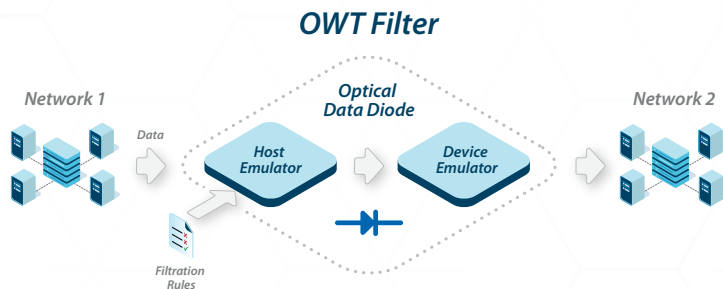 OWT Filter
Optical
Data Diode
Network 1
Network 2
Data
Host
Emulator
Device
Emulator
Filtration
Rules